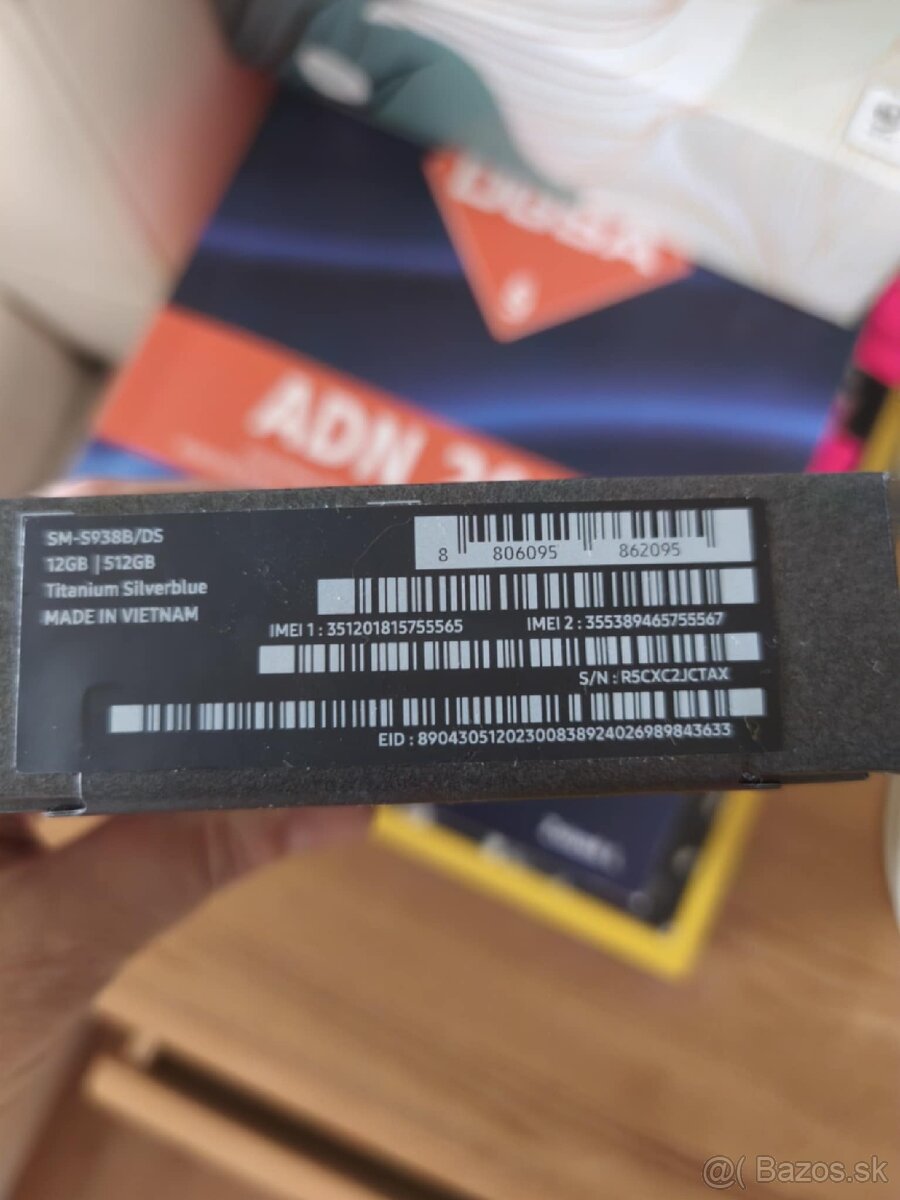 ADN
SM-S938B/DS
12GB | 512GB
Titanium Silverblue
MADE IN VIETNAM
8 806095 862095
IMEI 1 : 351201815755565 IMEI 2 : 355389465755567
S/N : R5CXC2JCTAX
EID : 89043051202300838924026989843633
@( Bazos.sk